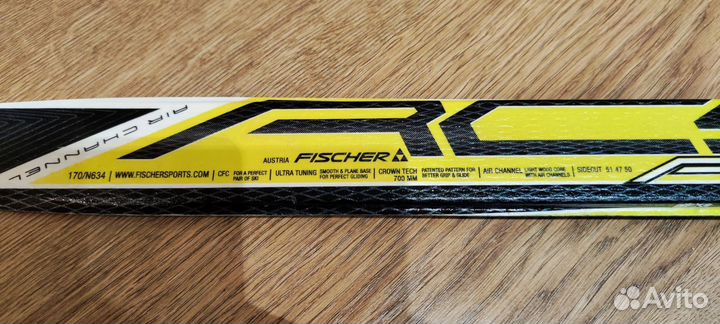 AIR CHANNEL
AUSTRIA FISCHER
170/N634 | WWW.FISCHERSPORTS.COM | CFC FOR A PERFECT PAIR OF SKI | ULTRA TUNING SMOOTH & PLANE BASE FOR PERFECT GLIDING | CROWN TECH 700 MM PATENTED PATTERN FOR BETTER GRIP & GLIDE | AIR CHANNEL LIGHT WOOD CORE WITH AIR CHANNELS | SIDECUT 51 47 50
Avito